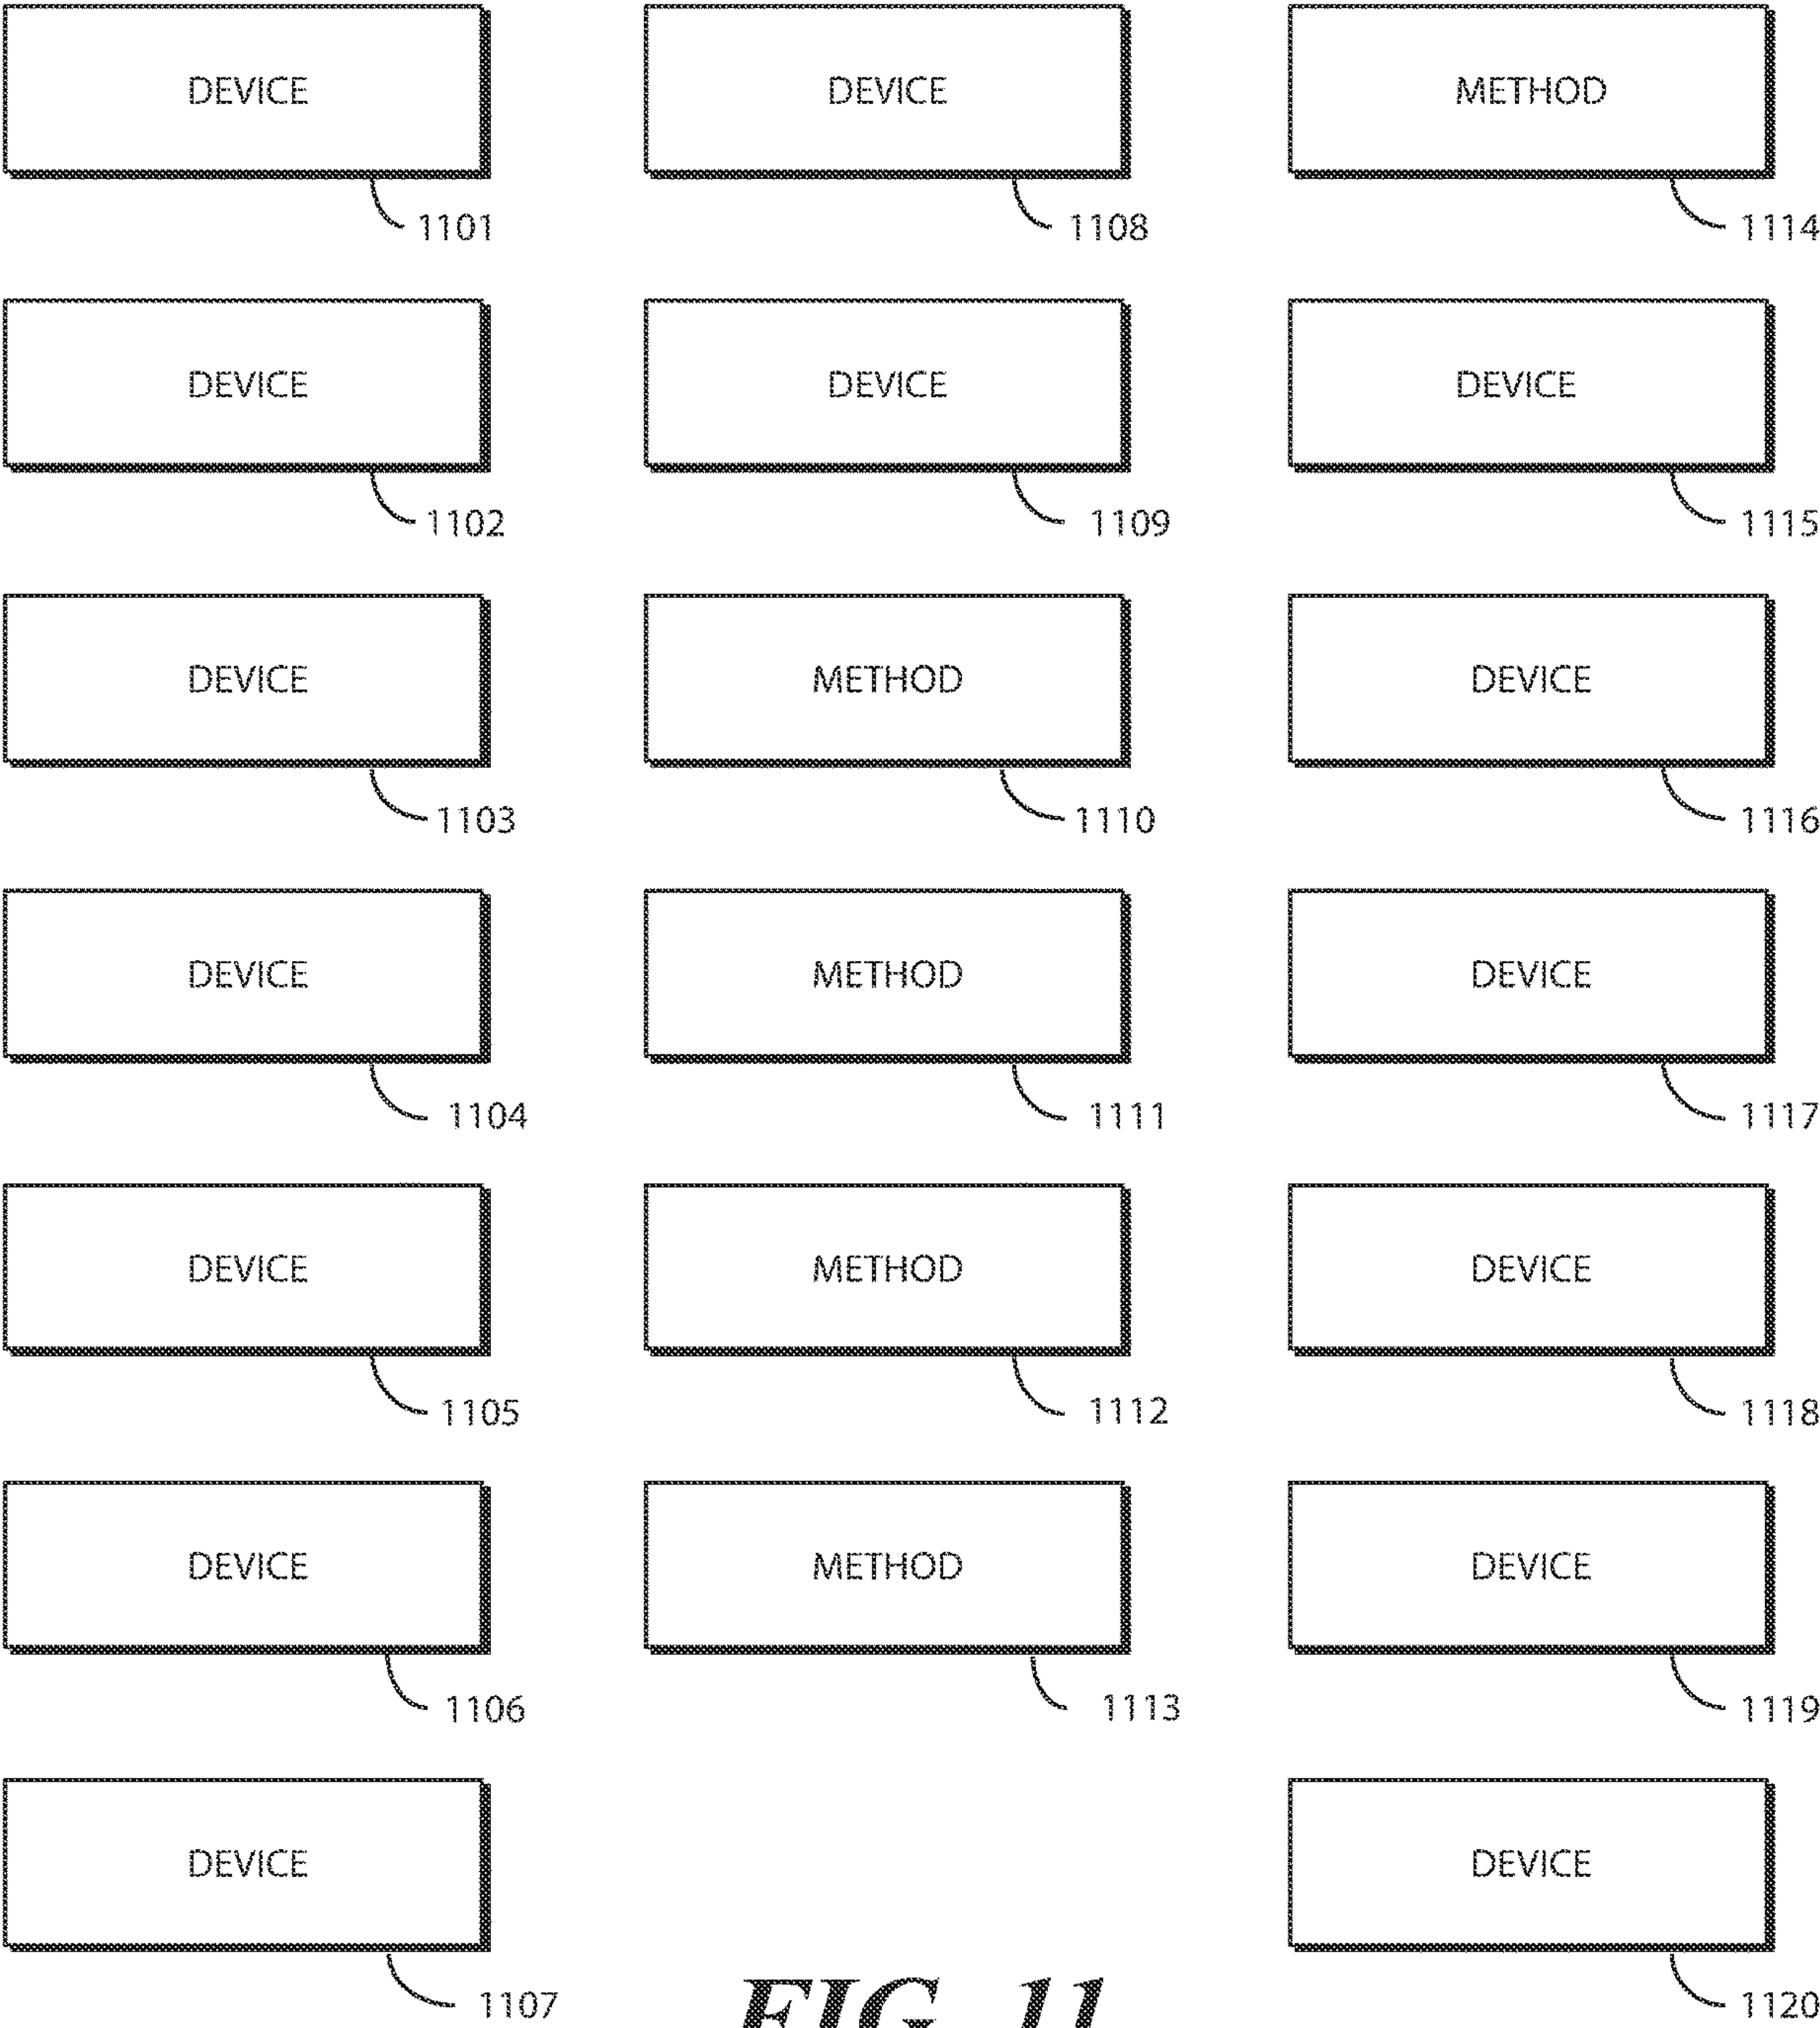 DEVICE DEVICE METHOD
1101 1108 1114
DEVICE DEVICE DEVICE
1102 1109 1115
DEVICE METHOD DEVICE
1103 1110 1116
DEVICE METHOD DEVICE
1104 1111 1117
DEVICE METHOD DEVICE
1105 1112 1118
DEVICE METHOD DEVICE
1106 1113 1119
DEVICE DEVICE
1107 1120
FIG. 11